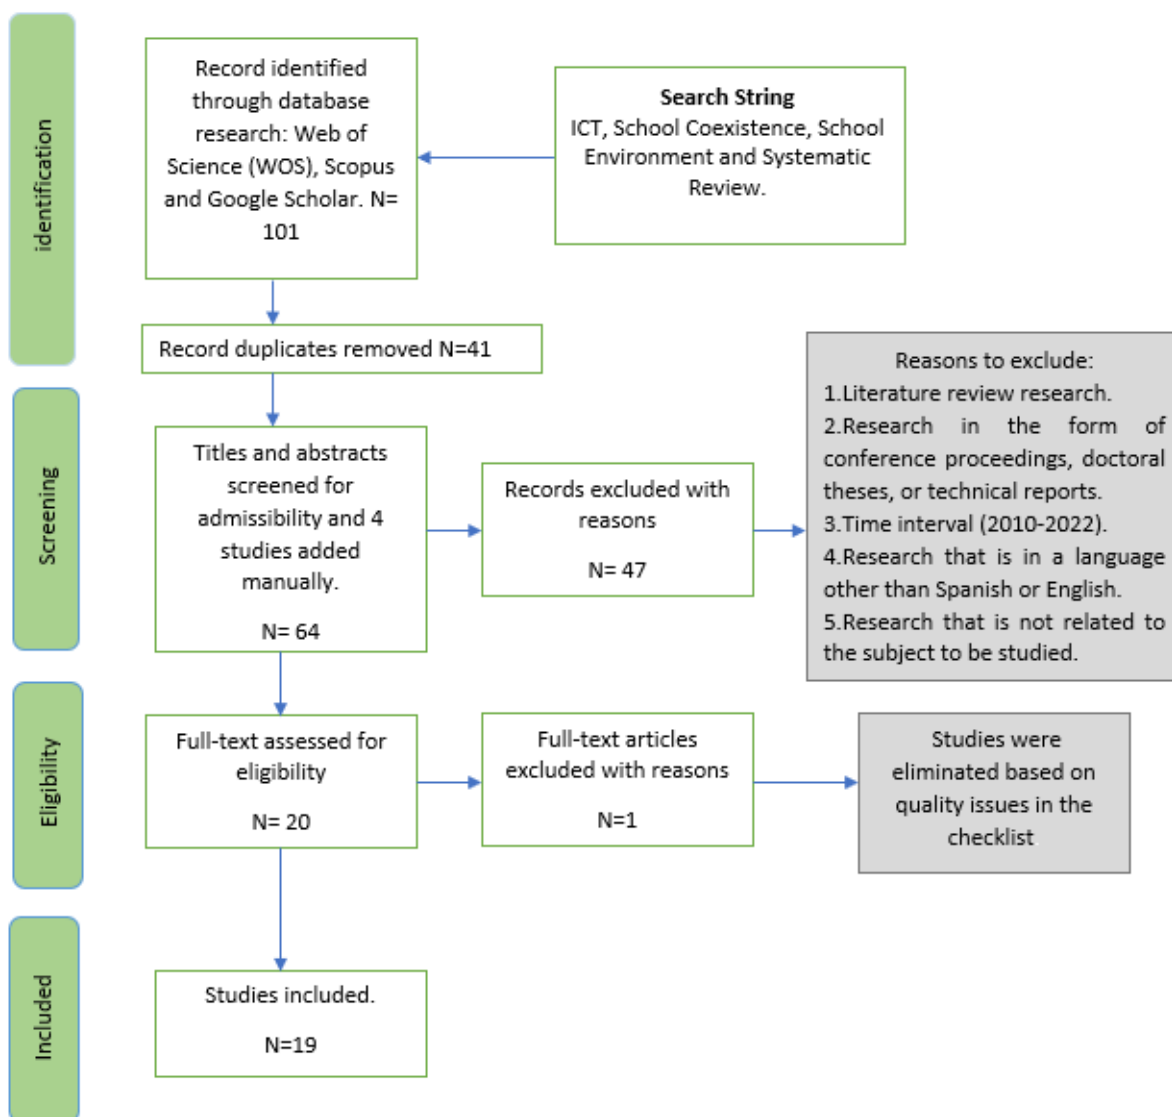 identification
Record identified
through database
research: Web of
Science (WOS), Scopus
and Google Scholar. N=
101
Search String
ICT, School Coexistence, School
Environment and Systematic
Review.
Record duplicates removed N=41
Screening
Titles and abstracts
screened for
admissibility and 4
studies added
manually.
N= 64
Records excluded with
reasons
N= 47
Reasons to exclude:
1.Literature review research.
2.Research in the form of
conference proceedings, doctoral
theses, or technical reports.
3.Time interval (2010-2022).
4.Research that is in a language
other than Spanish or English.
5.Research that is not related to
the subject to be studied.
Eligibility
Full-text assessed for
eligibility
N= 20
Full-text articles
excluded with reasons
N=1
Studies were
eliminated based on
quality issues in the
checklist
Included
Studies included.
N=19